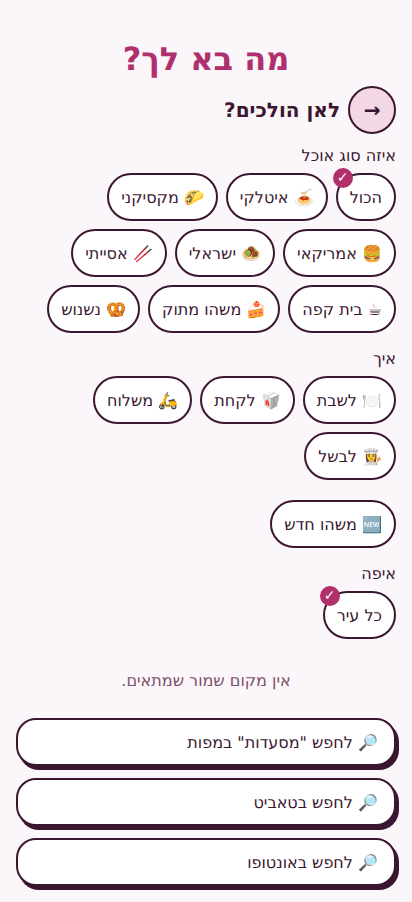 מה בא לך?
→ לאן הולכים?
איזה סוג אוכל
הכול ✓ 🍝 איטלקי 🌮 מקסיקני
🍔 אמריקאי 🧆 ישראלי 🥢 אסייתי
☕ בית קפה 🍰 משהו מתוק 🥨 נשנוש
איך
🍽️ לשבת 🥡 לקחת 🛵 משלוח
👩‍🍳 לבשל
🆕 משהו חדש
איפה
כל עיר ✓
אין מקום שמור שמתאים.
🔎 לחפש "מסעדות" במפות
🔎 לחפש בטאביט
🔎 לחפש באונטופו